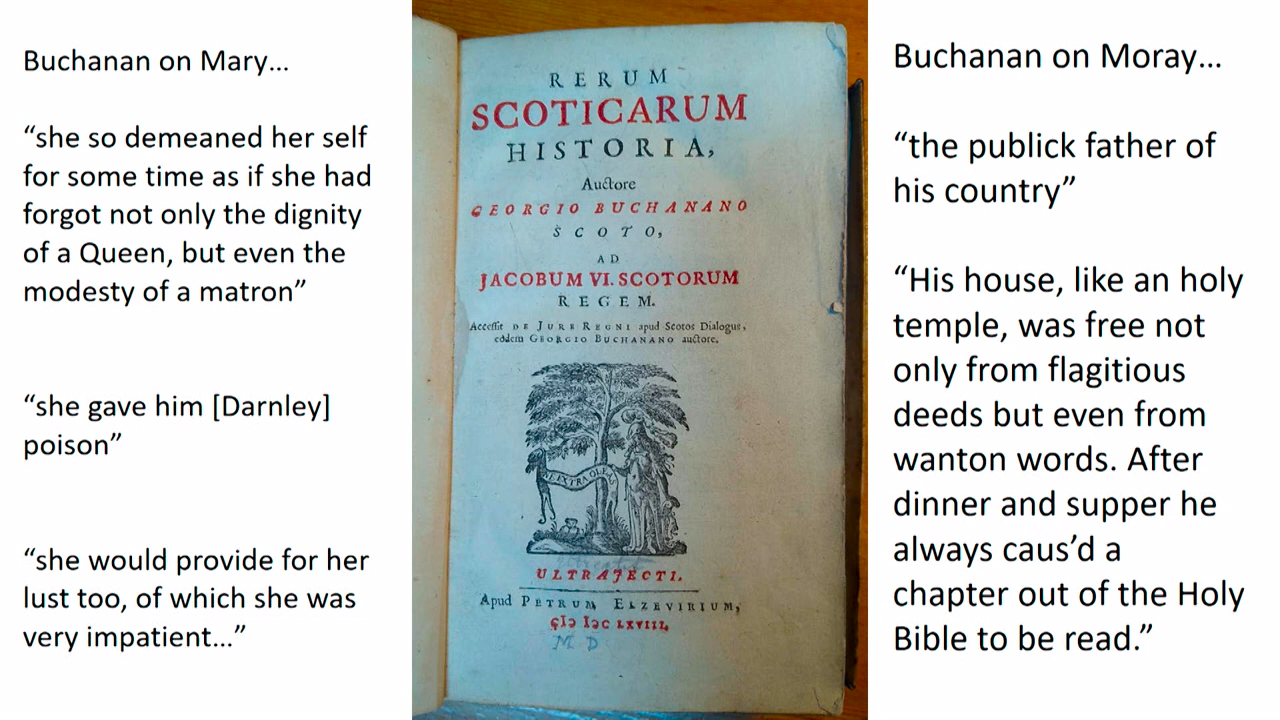 Buchanan on Mary…
“she so demeaned her self
for some time as if she had
forgot not only the dignity
of a Queen, but even the
modesty of a matron”
“she gave him [Darnley]
poison”
“she would provide for her
lust too, of which she was
very impatient…”
RERUM
SCOTICARUM
HISTORIA,
Auctore
GEORGIO BUCHANANO
SCOTO,
AD
JACOBUM VI. SCOTORUM
REGEM.
Accessit DE JURE REGNI apud Scotos Dialogus,
eodem GEORGIO BUCHANANO auctore.
NE EXTRA OLEAS
ULTRAJECTI,
Apud PETRUM ELZEVIRIUM,
CIↃ IↃC LXVIII,
M D
Buchanan on Moray…
“the publick father of
his country”
“His house, like an holy
temple, was free not
only from flagitious
deeds but even from
wanton words. After
dinner and supper he
always caus’d a
chapter out of the Holy
Bible to be read.”